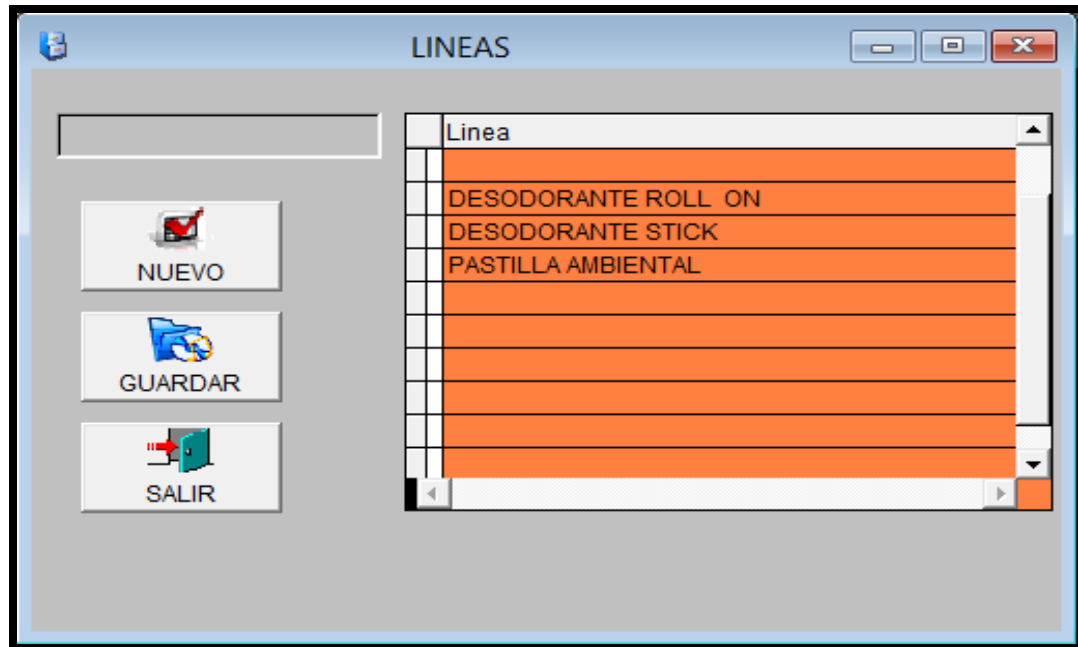 LINEAS
Linea
DESODORANTE ROLL  ON
DESODORANTE STICK
PASTILLA AMBIENTAL
NUEVO
GUARDAR
SALIR